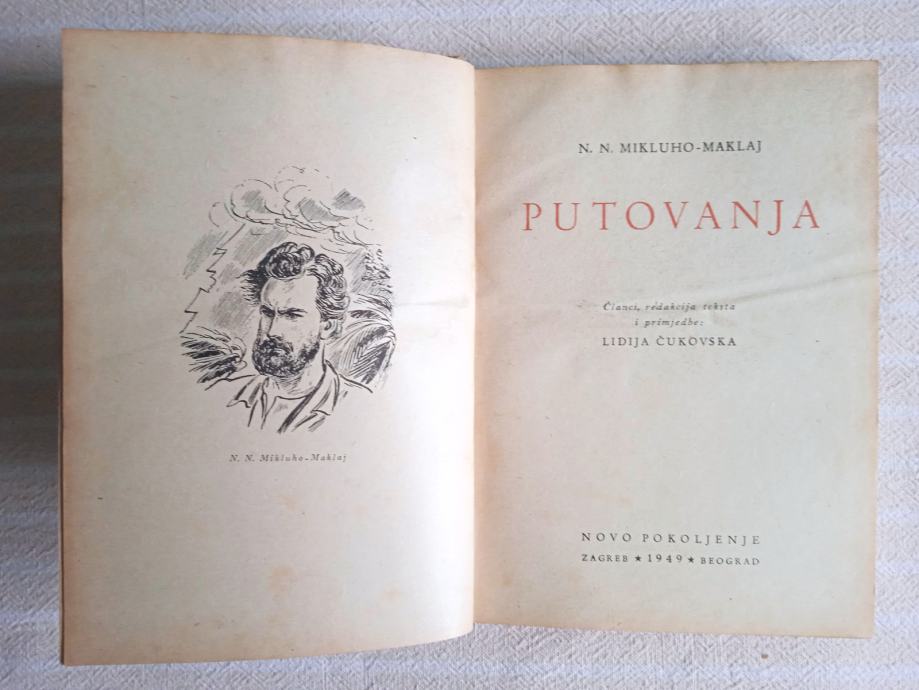 N. N. Mikluho-Maklaj
N. N. MIKLUHO-MAKLAJ
PUTOVANJA
Članci, redakcija teksta
i primjedbe:
LIDIJA ČUKOVSKA
NOVO POKOLJENJE
ZAGREB ★ 1949 ★ BEOGRAD